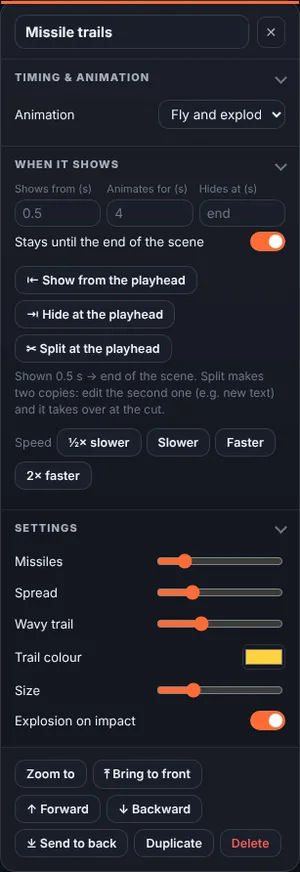 Missile trails ✕
TIMING & ANIMATION
Animation Fly and explod
WHEN IT SHOWS
Shows from (s) Animates for (s) Hides at (s)
0.5 4 end
Stays until the end of the scene
⇤ Show from the playhead
⇥ Hide at the playhead
✂ Split at the playhead
Shown 0.5 s → end of the scene. Split makes
two copies: edit the second one (e.g. new text)
and it takes over at the cut.
Speed ½× slower Slower Faster
2× faster
SETTINGS
Missiles
Spread
Wavy trail
Trail colour
Size
Explosion on impact
Zoom to ⤒ Bring to front
↑ Forward ↓ Backward
⤓ Send to back Duplicate Delete